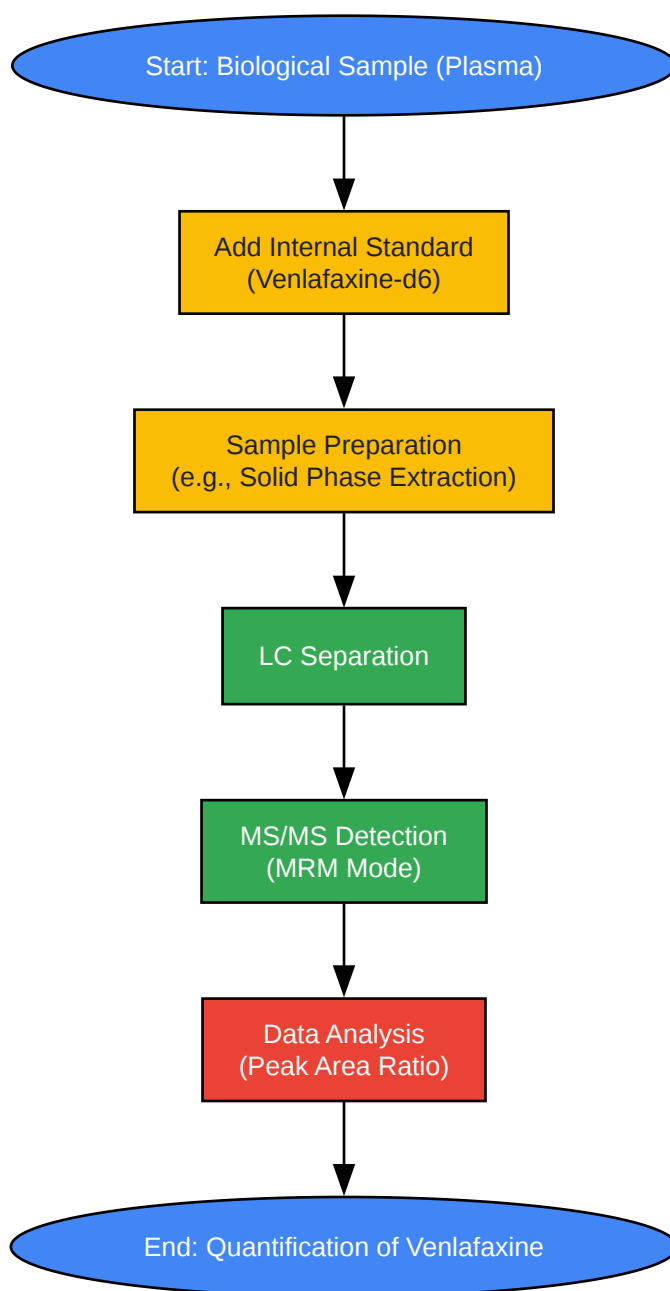 Start: Biological Sample (Plasma)
Add Internal Standard
(Venlafaxine-d6)
Sample Preparation
(e.g., Solid Phase Extraction)
LC Separation
MS/MS Detection
(MRM Mode)
Data Analysis
(Peak Area Ratio)
End: Quantification of Venlafaxine